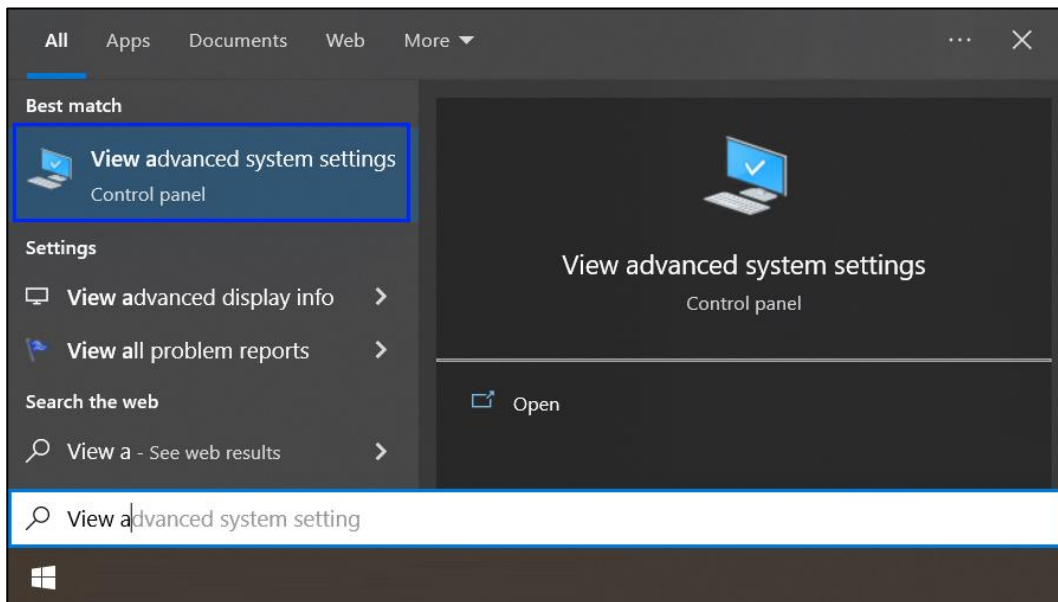 All Apps Documents Web More
Best match
View advanced system settings
Control panel
Settings
View advanced display info
View all problem reports
Search the web
View a - See web results
View advanced system settings
Control panel
Open
View advanced system setting